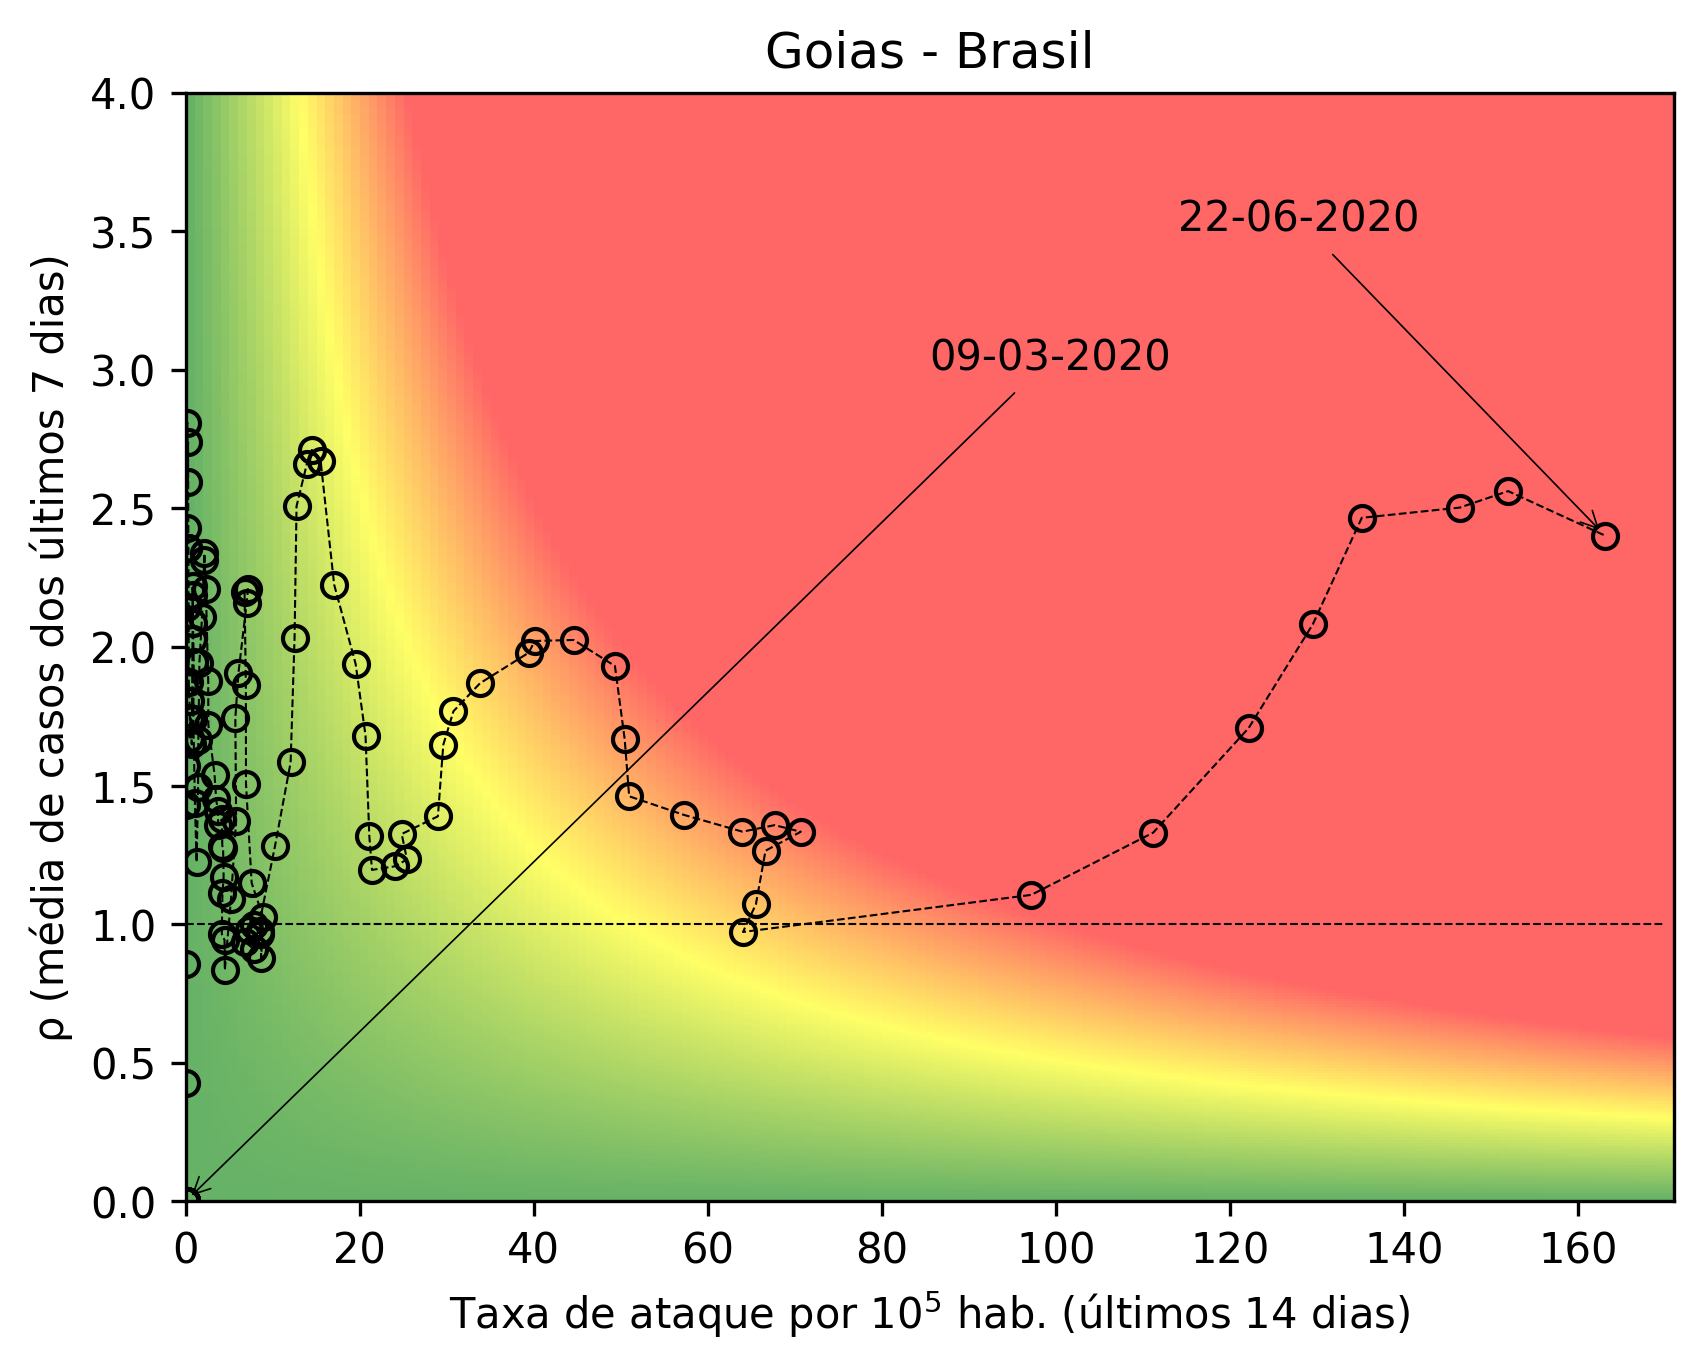 Goias - Brasil
4.0
3.5
3.0
2.5
2.0
1.5
1.0
0.5
0.0
ρ (média de casos dos últimos 7 dias)
22-06-2020
09-03-2020
0 20 40 60 80 100 120 140 160
Taxa de ataque por 10⁵ hab. (últimos 14 dias)